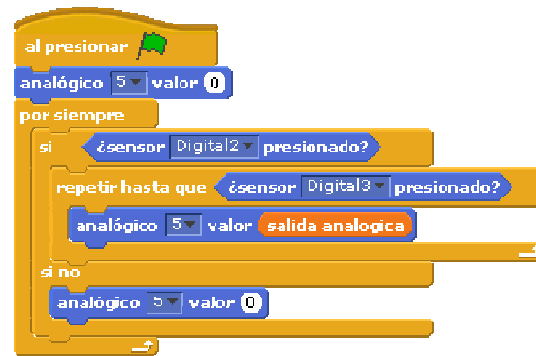 al presionar
analógico 5 valor 0
por siempre
si ¿sensor Digital2 presionado?
repetir hasta que ¿sensor Digital3 presionado?
analógico 5 valor salida analogica
si no
analógico 5 valor 0